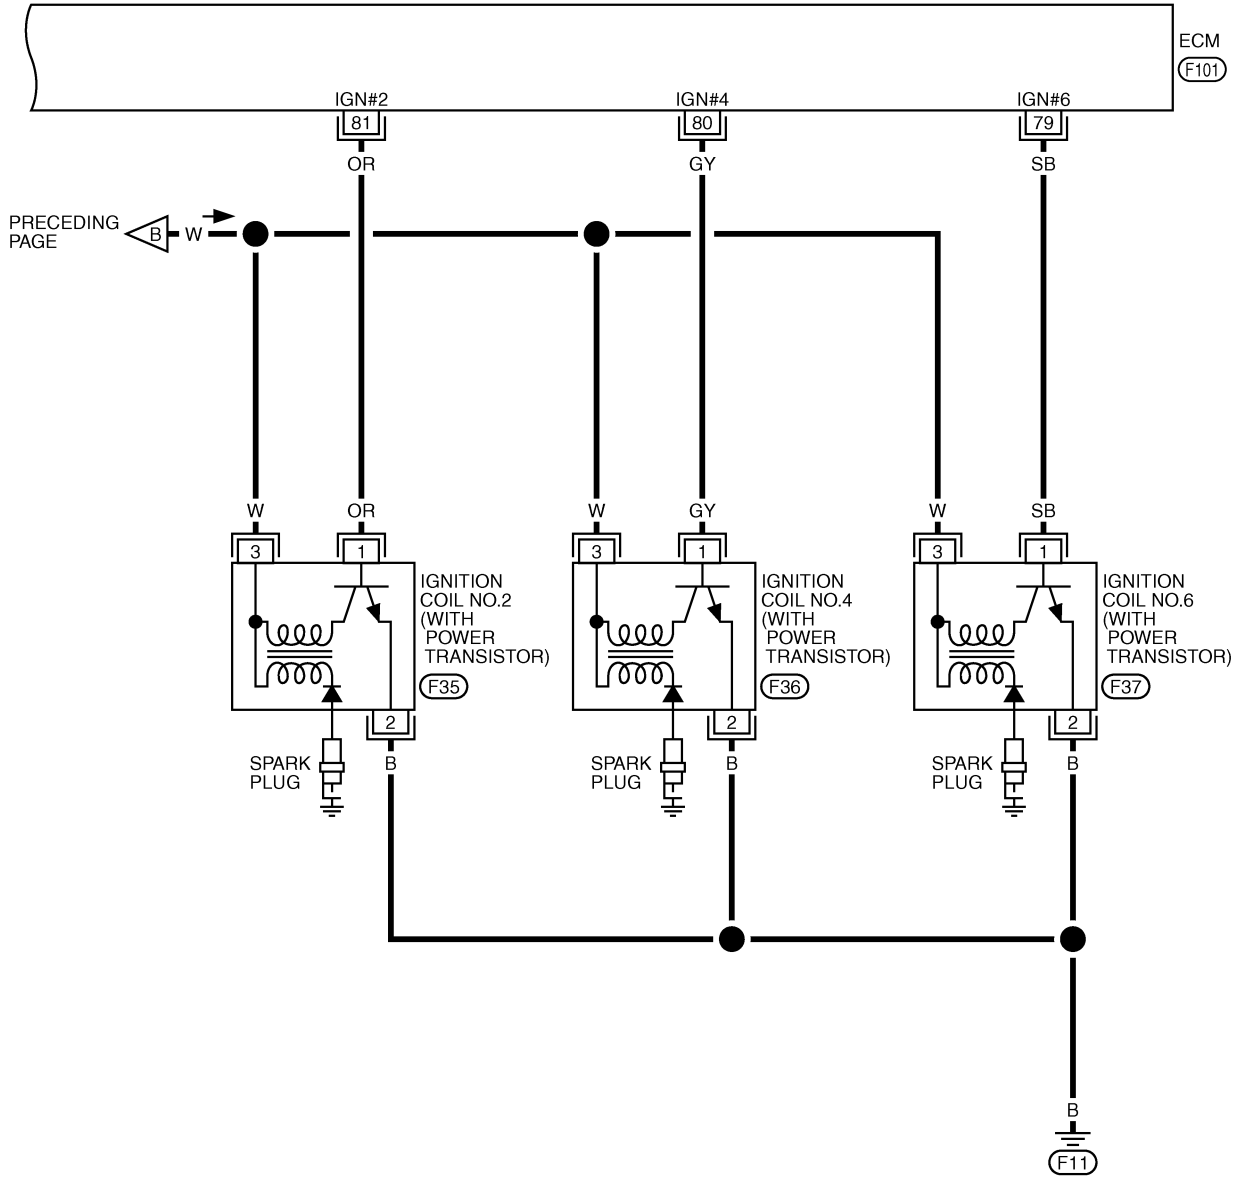 ECM
F101
IGN#2
IGN#4
IGN#6
81
80
79
OR
GY
SB
PRECEDING
PAGE
B
W
W
OR
W
GY
W
SB
3
1
3
1
3
1
IGNITION
COIL NO.2
(WITH
POWER
TRANSISTOR)
F35
IGNITION
COIL NO.4
(WITH
POWER
TRANSISTOR)
F36
IGNITION
COIL NO.6
(WITH
POWER
TRANSISTOR)
F37
2
2
2
SPARK
PLUG
B
SPARK
PLUG
B
SPARK
PLUG
B
B
F11